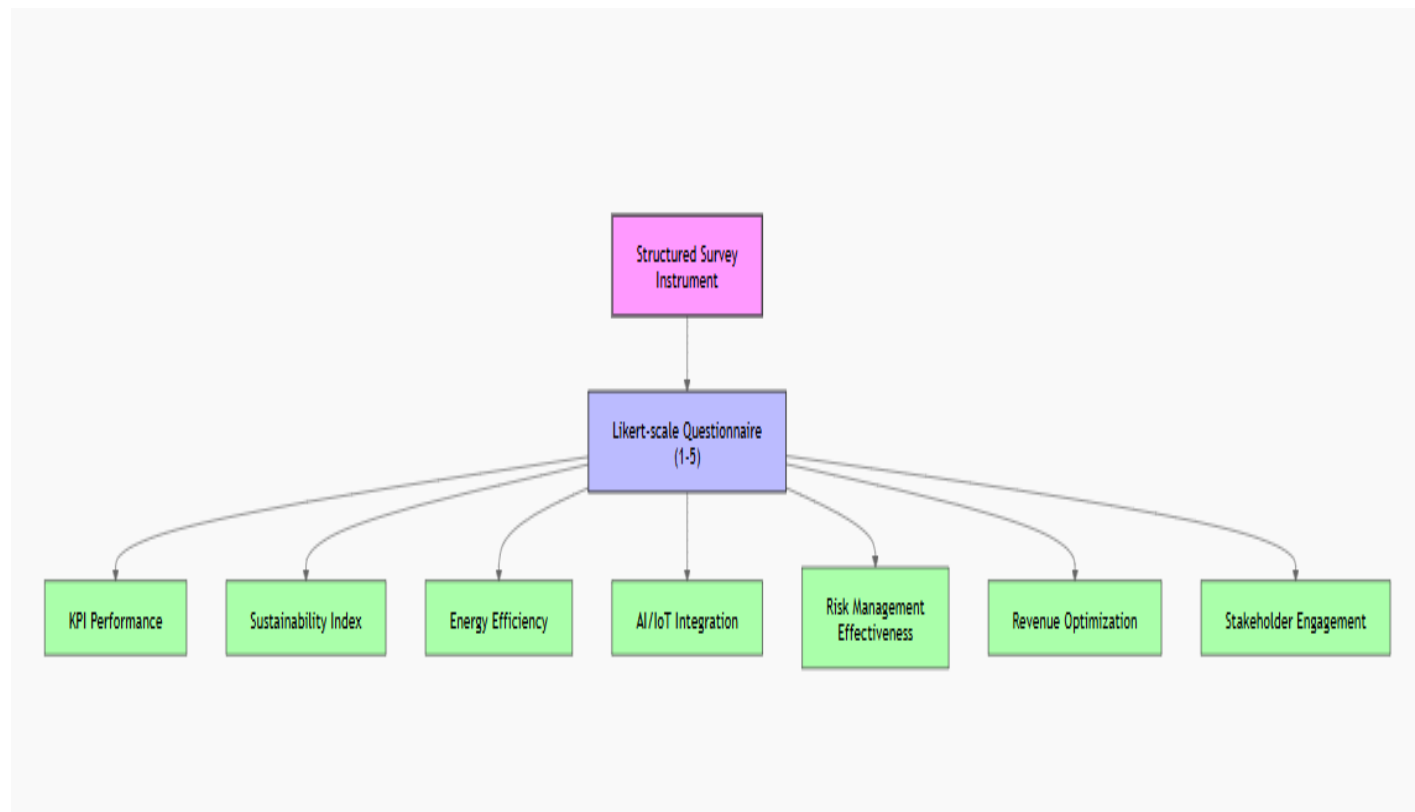 Structured Survey
Instrument
Likert-scale Questionnaire
(1-5)
KPI Performance
Sustainability Index
Energy Efficiency
AI/IoT Integration
Risk Management
Effectiveness
Revenue Optimization
Stakeholder Engagement